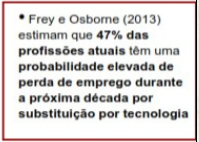 • Frey e Osborne (2013)
estimam que 47% das
profissões atuais têm uma
probabilidade elevada de
perda de emprego durante
a próxima década por
substituição por tecnologia